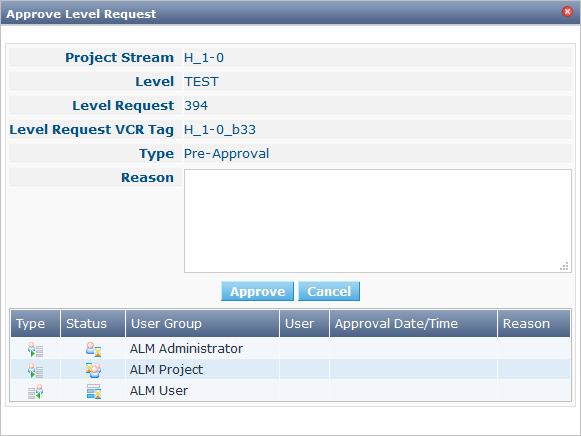 Approve Level Request
Project Stream H_1-0
Level TEST
Level Request 394
Level Request VCR Tag H_1-0_b33
Type Pre-Approval
Reason
Approve Cancel
Type Status User Group User Approval Date/Time Reason
ALM Administrator
ALM Project
ALM User